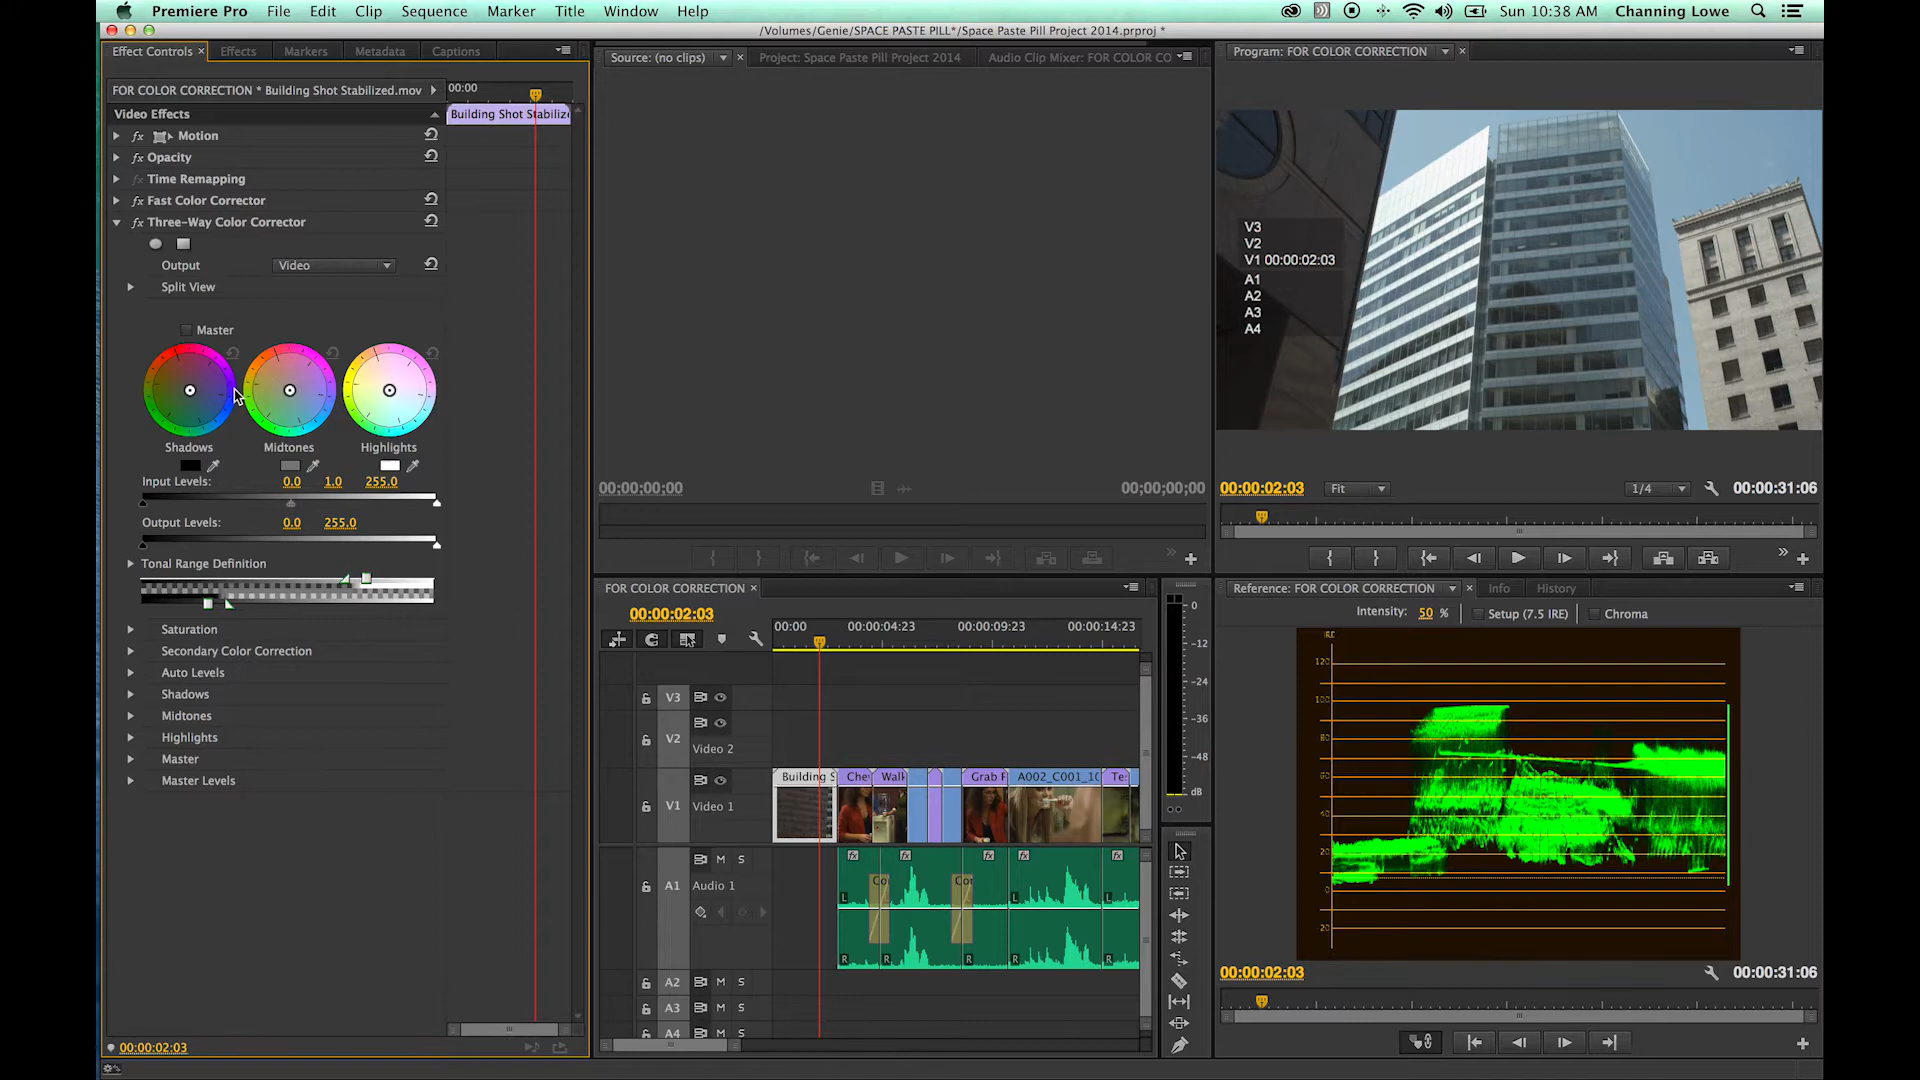 Premiere Pro File Edit Clip Sequence Marker Title Window Help
Sun 10:38 AM Channing Lowe
/Volumes/Genie/SPACE PASTE PILL*/Space Paste Pill Project 2014.prproj *
Effect Controls × Effects Markers Metadata Captions
FOR COLOR CORRECTION * Building Shot Stabilized.mov
00:00
Video Effects
Building Shot Stabiliz
fx Motion
fx Opacity
fx Time Remapping
fx Fast Color Corrector
fx Three-Way Color Corrector
Output Video
Split View
Master
Shadows Midtones Highlights
Input Levels: 0.0 1.0 255.0
Output Levels: 0.0 255.0
Tonal Range Definition
Saturation
Secondary Color Correction
Auto Levels
Shadows
Midtones
Highlights
Master
Master Levels
00:00:02:03
Source: (no clips) × Project: Space Paste Pill Project 2014 Audio Clip Mixer: FOR COLOR CO
00;00;00;00 00;00;00;00
Program: FOR COLOR CORRECTION ×
V3
V2
V1 00:00:02:03
A1
A2
A3
A4
00:00:02:03 Fit 1/4 00:00:31:06
FOR COLOR CORRECTION ×
00:00:02:03
00:00 00:00:04:23 00:00:09:23 00:00:14:23
V3
V2
Video 2
Building S Che Walk Grab F A002_C001_10 Te
V1 Video 1
A1 M S
Audio 1
fx fx fx fx fx
Co Co
L L L
R R R R R
A2 M S
A3 M S
A4 M S
0
-12
-24
-36
-48
dB
Reference: FOR COLOR CORRECTION × Info History
Intensity: 50 % Setup (7.5 IRE) Chroma
IRE
120
100
80
60
40
20
0
20
00:00:02:03 00:00:31:06